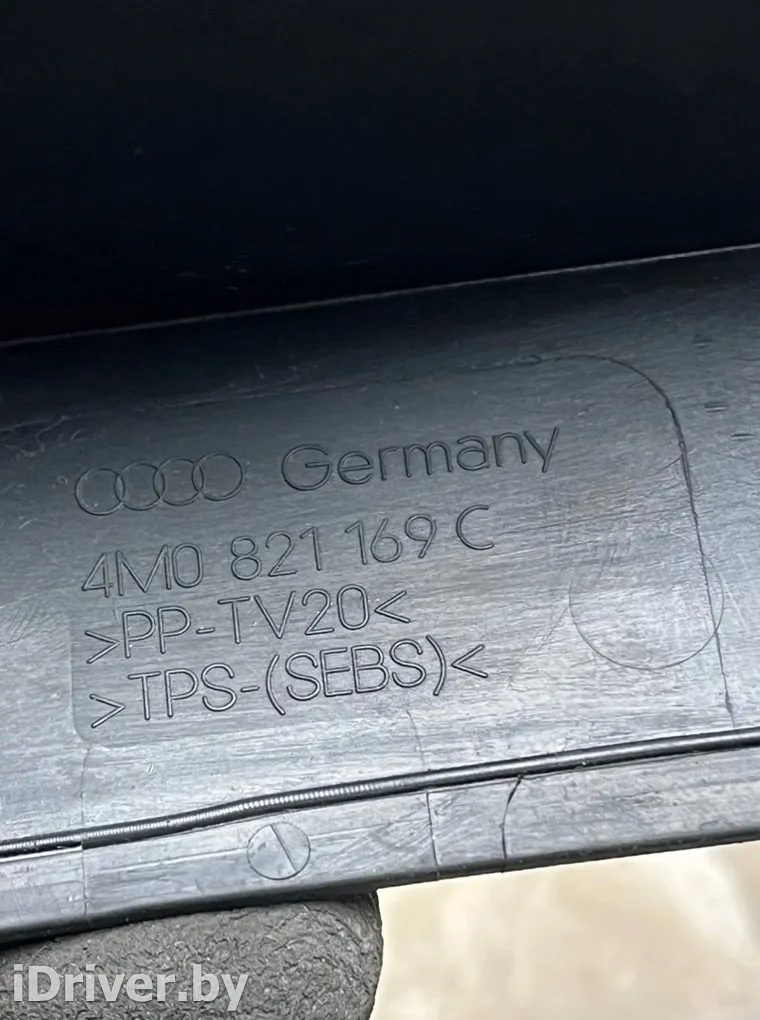 Germany
4M0 821 169 C
>PP-TV20<
>TPS-(SEBS)<
iDriver.by